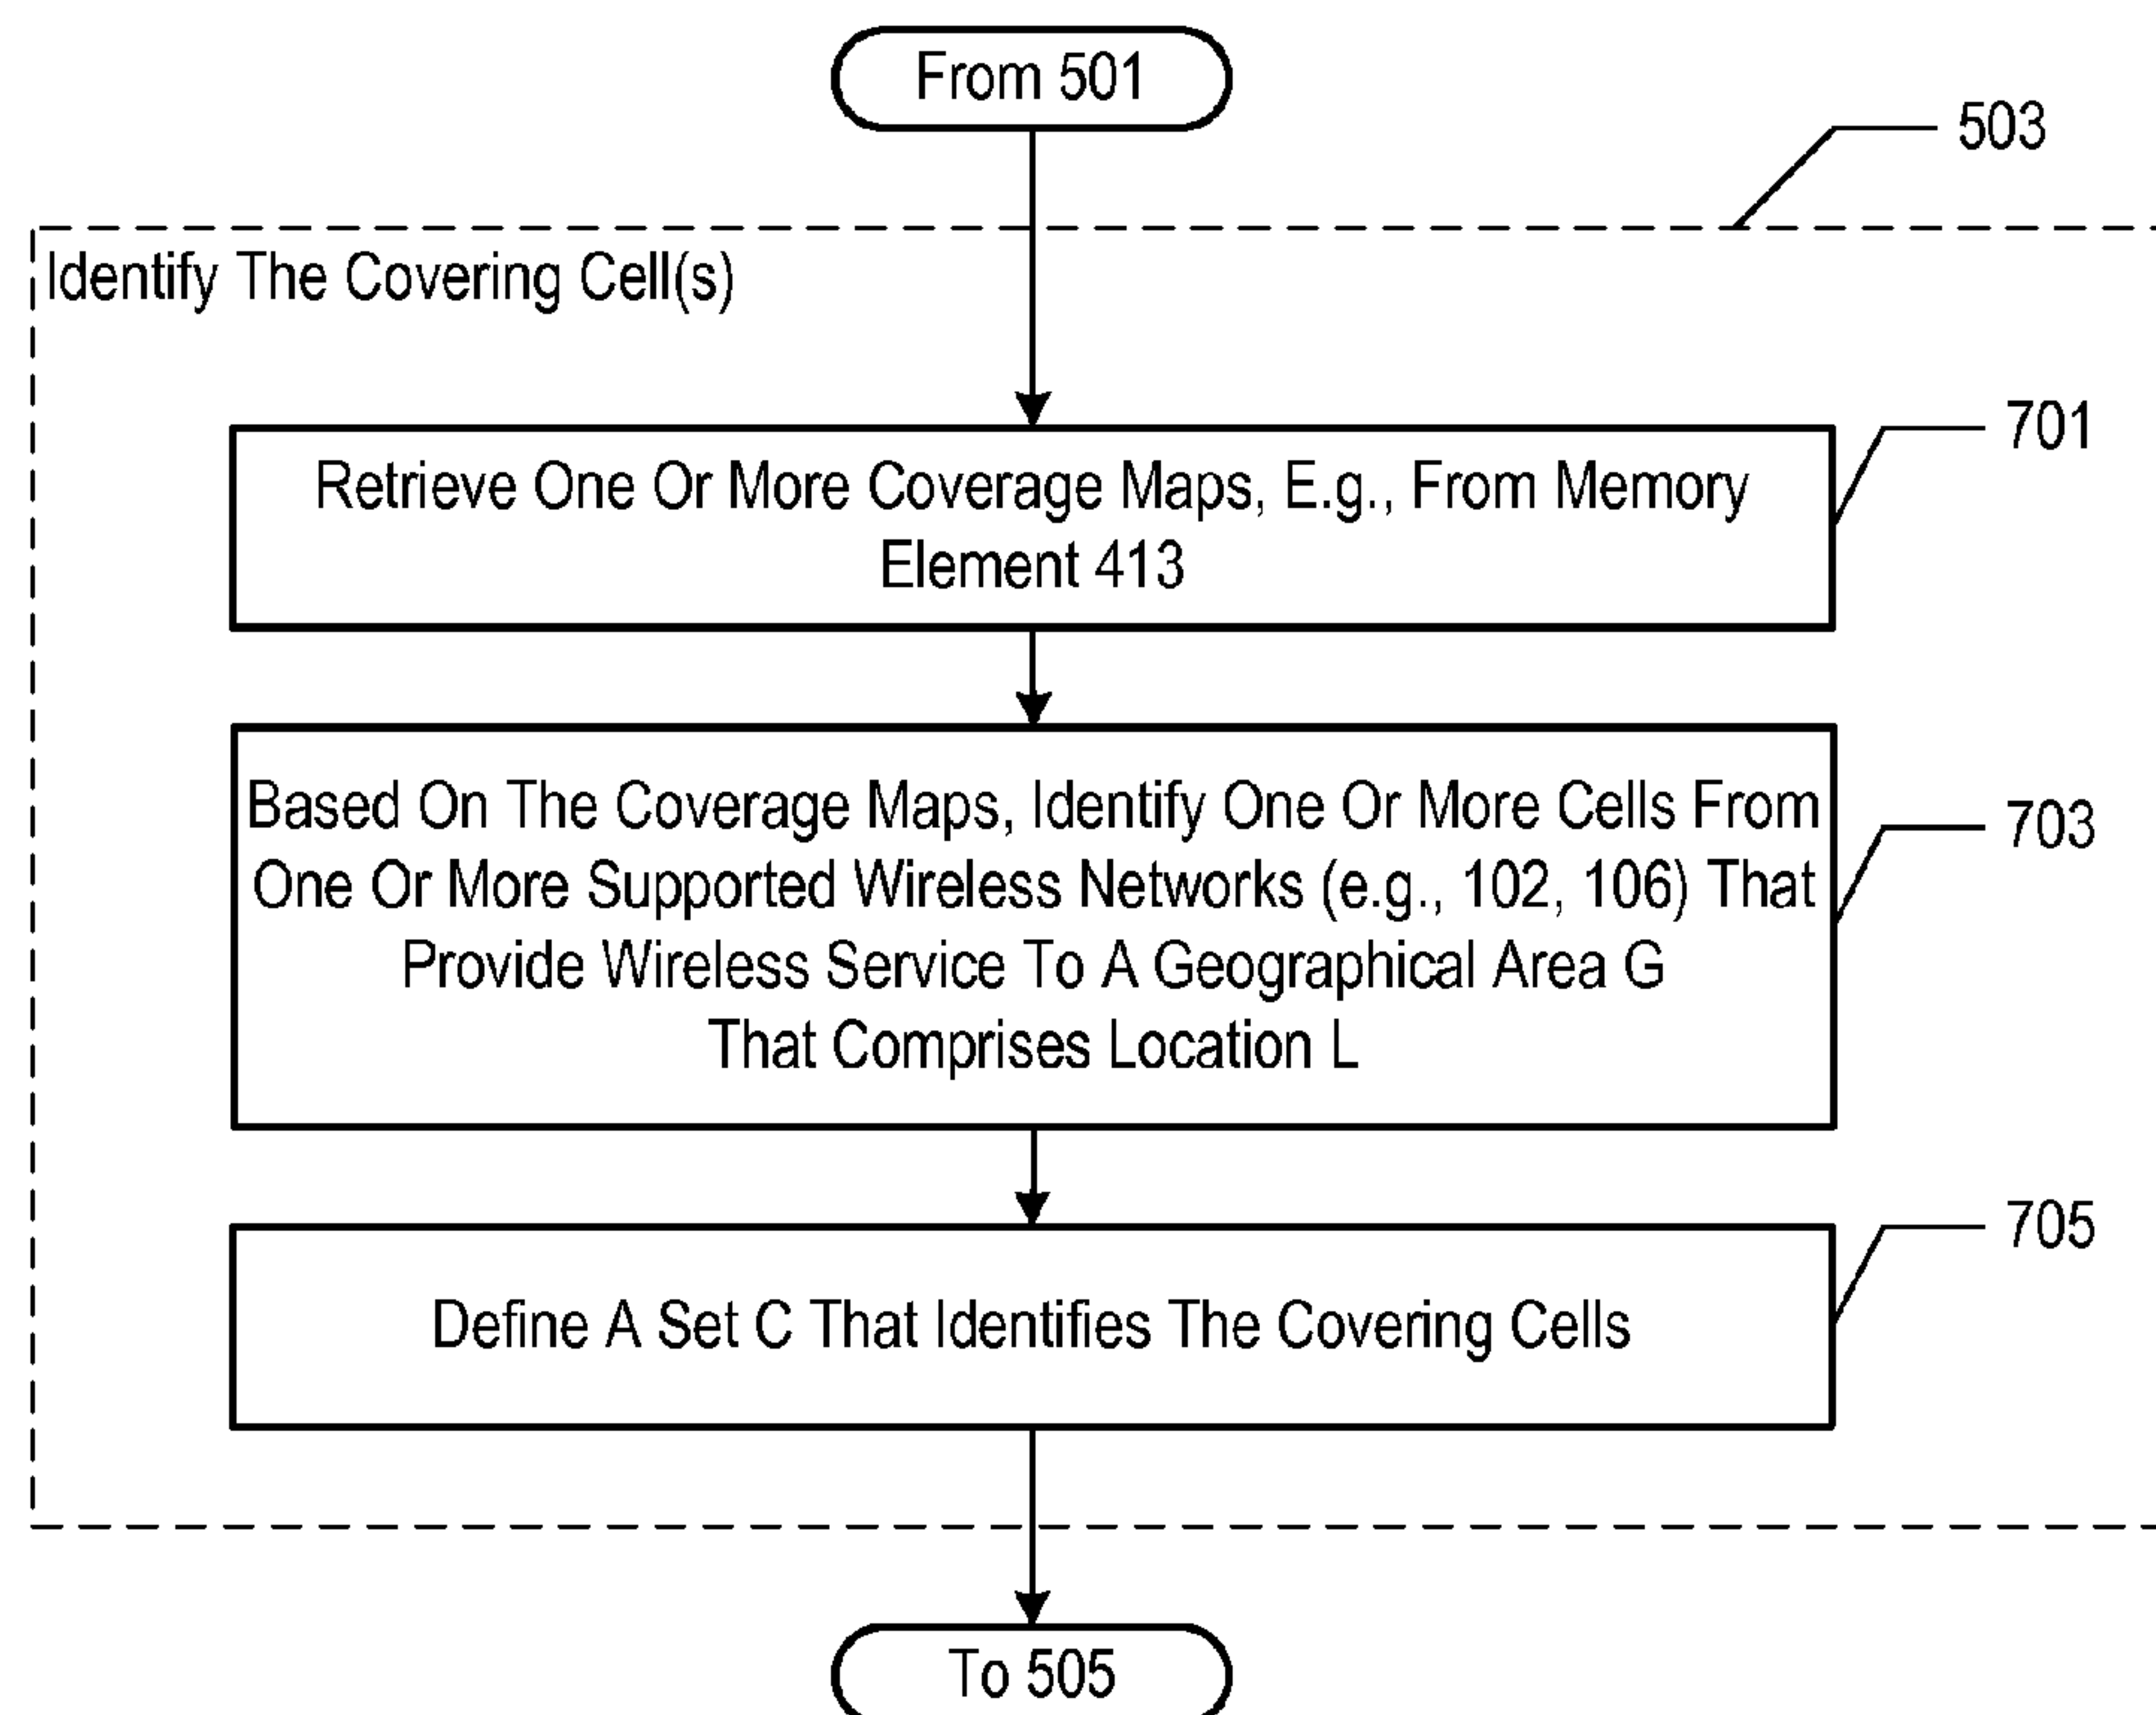 From 501
503
Identify The Covering Cell(s)
701
Retrieve One Or More Coverage Maps, E.g., From Memory
Element 413
Based On The Coverage Maps, Identify One Or More Cells From
703
One Or More Supported Wireless Networks (e.g., 102, 106) That
Provide Wireless Service To A Geographical Area G
That Comprises Location L
705
Define A Set C That Identifies The Covering Cells
To 505